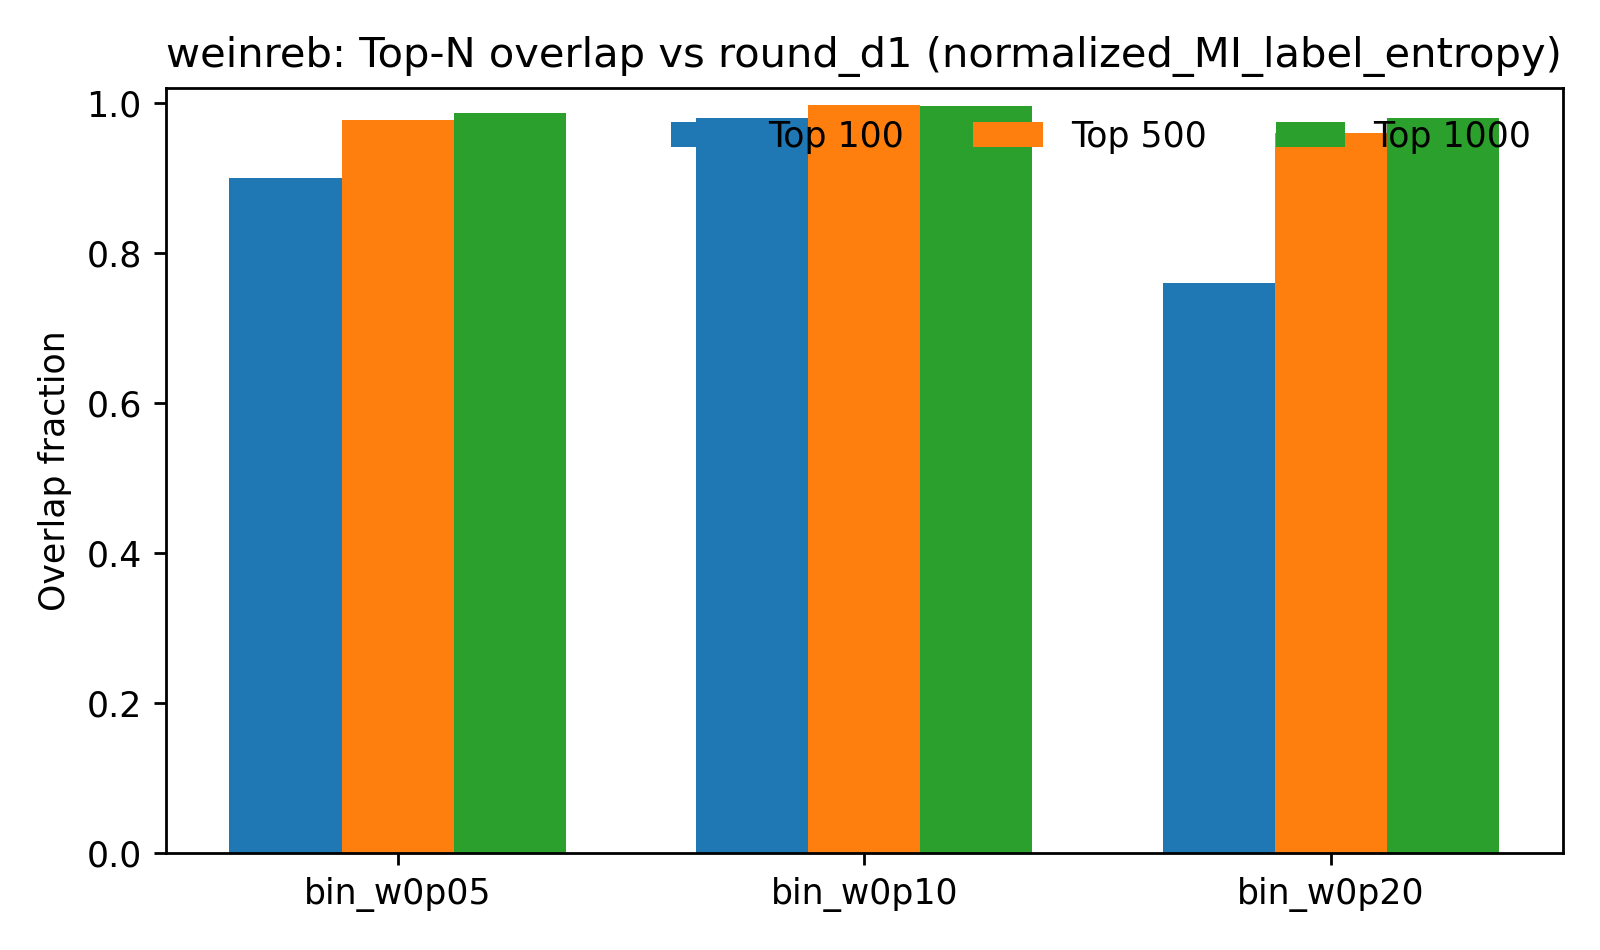 weinreb: Top-N overlap vs round_d1 (normalized_MI_label_entropy)
Top 100 Top 500 Top 1000
Overlap fraction
1.0
0.8
0.6
0.4
0.2
0.0
bin_w0p05 bin_w0p10 bin_w0p20